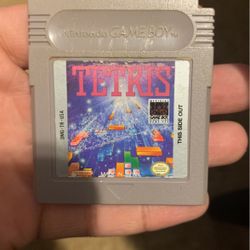 Nintendo GAME BOY
TETRIS
DMG-TR-USA
THIS SIDE OUT